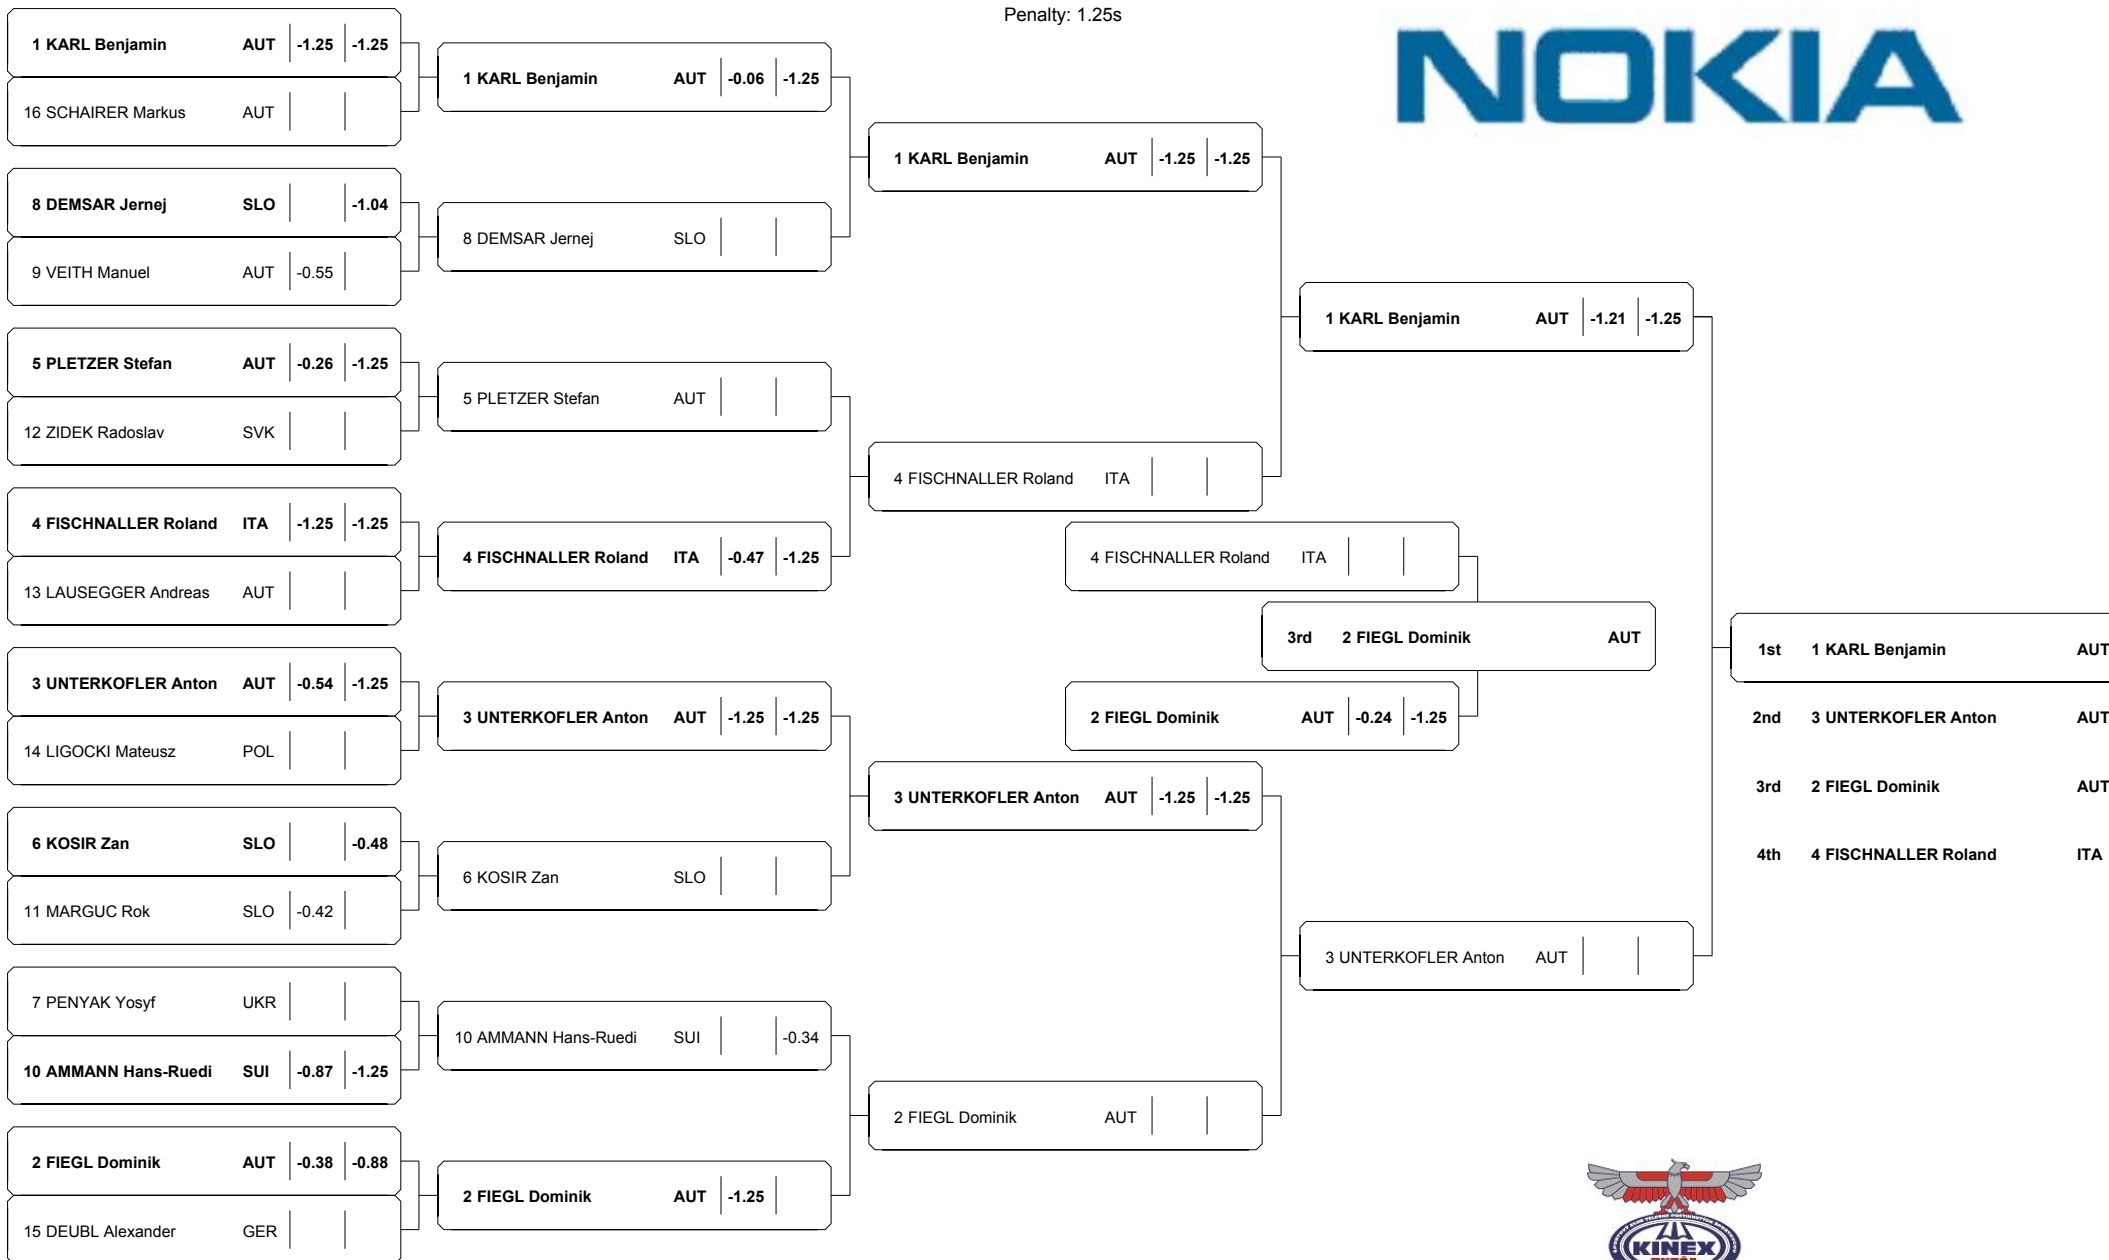 Penalty: 1.25s
NOKIA
1 KARL Benjamin AUT -1.25 -1.25
16 SCHAIRER Markus AUT
8 DEMSAR Jernej SLO -1.04
9 VEITH Manuel AUT -0.55
5 PLETZER Stefan AUT -0.26 -1.25
12 ZIDEK Radoslav SVK
4 FISCHNALLER Roland ITA -1.25 -1.25
13 LAUSEGGER Andreas AUT
3 UNTERKOFLER Anton AUT -0.54 -1.25
14 LIGOCKI Mateusz POL
6 KOSIR Zan SLO -0.48
11 MARGUC Rok SLO -0.42
7 PENYAK Yosyf UKR
10 AMMANN Hans-Ruedi SUI -0.87 -1.25
2 FIEGL Dominik AUT -0.38 -0.88
15 DEUBL Alexander GER
1 KARL Benjamin AUT -0.06 -1.25
8 DEMSAR Jernej SLO
5 PLETZER Stefan AUT
4 FISCHNALLER Roland ITA -0.47 -1.25
3 UNTERKOFLER Anton AUT -1.25 -1.25
6 KOSIR Zan SLO
10 AMMANN Hans-Ruedi SUI -0.34
2 FIEGL Dominik AUT -1.25
1 KARL Benjamin AUT -1.25 -1.25
4 FISCHNALLER Roland ITA
3 UNTERKOFLER Anton AUT -1.25 -1.25
2 FIEGL Dominik AUT
4 FISCHNALLER Roland ITA
3rd 2 FIEGL Dominik AUT
2 FIEGL Dominik AUT -0.24 -1.25
1 KARL Benjamin AUT -1.21 -1.25
3 UNTERKOFLER Anton AUT
1st 1 KARL Benjamin AUT
2nd 3 UNTERKOFLER Anton AUT
3rd 2 FIEGL Dominik AUT
4th 4 FISCHNALLER Roland ITA
KINEX